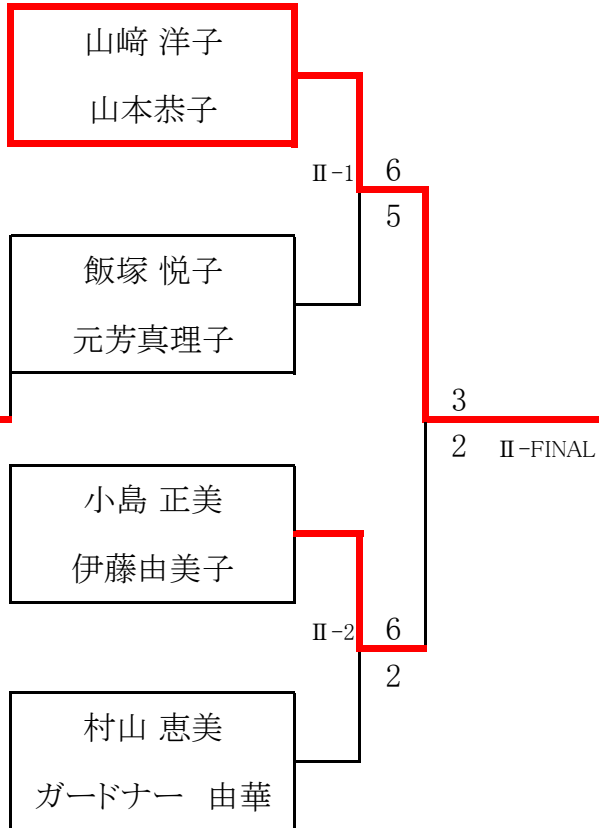 山﨑 洋子
山本恭子
Ⅱ-1
6
5
飯塚 悦子
元芳真理子
3
2
Ⅱ-FINAL
小島 正美
伊藤由美子
Ⅱ-2
6
2
村山 恵美
ガードナー　由華